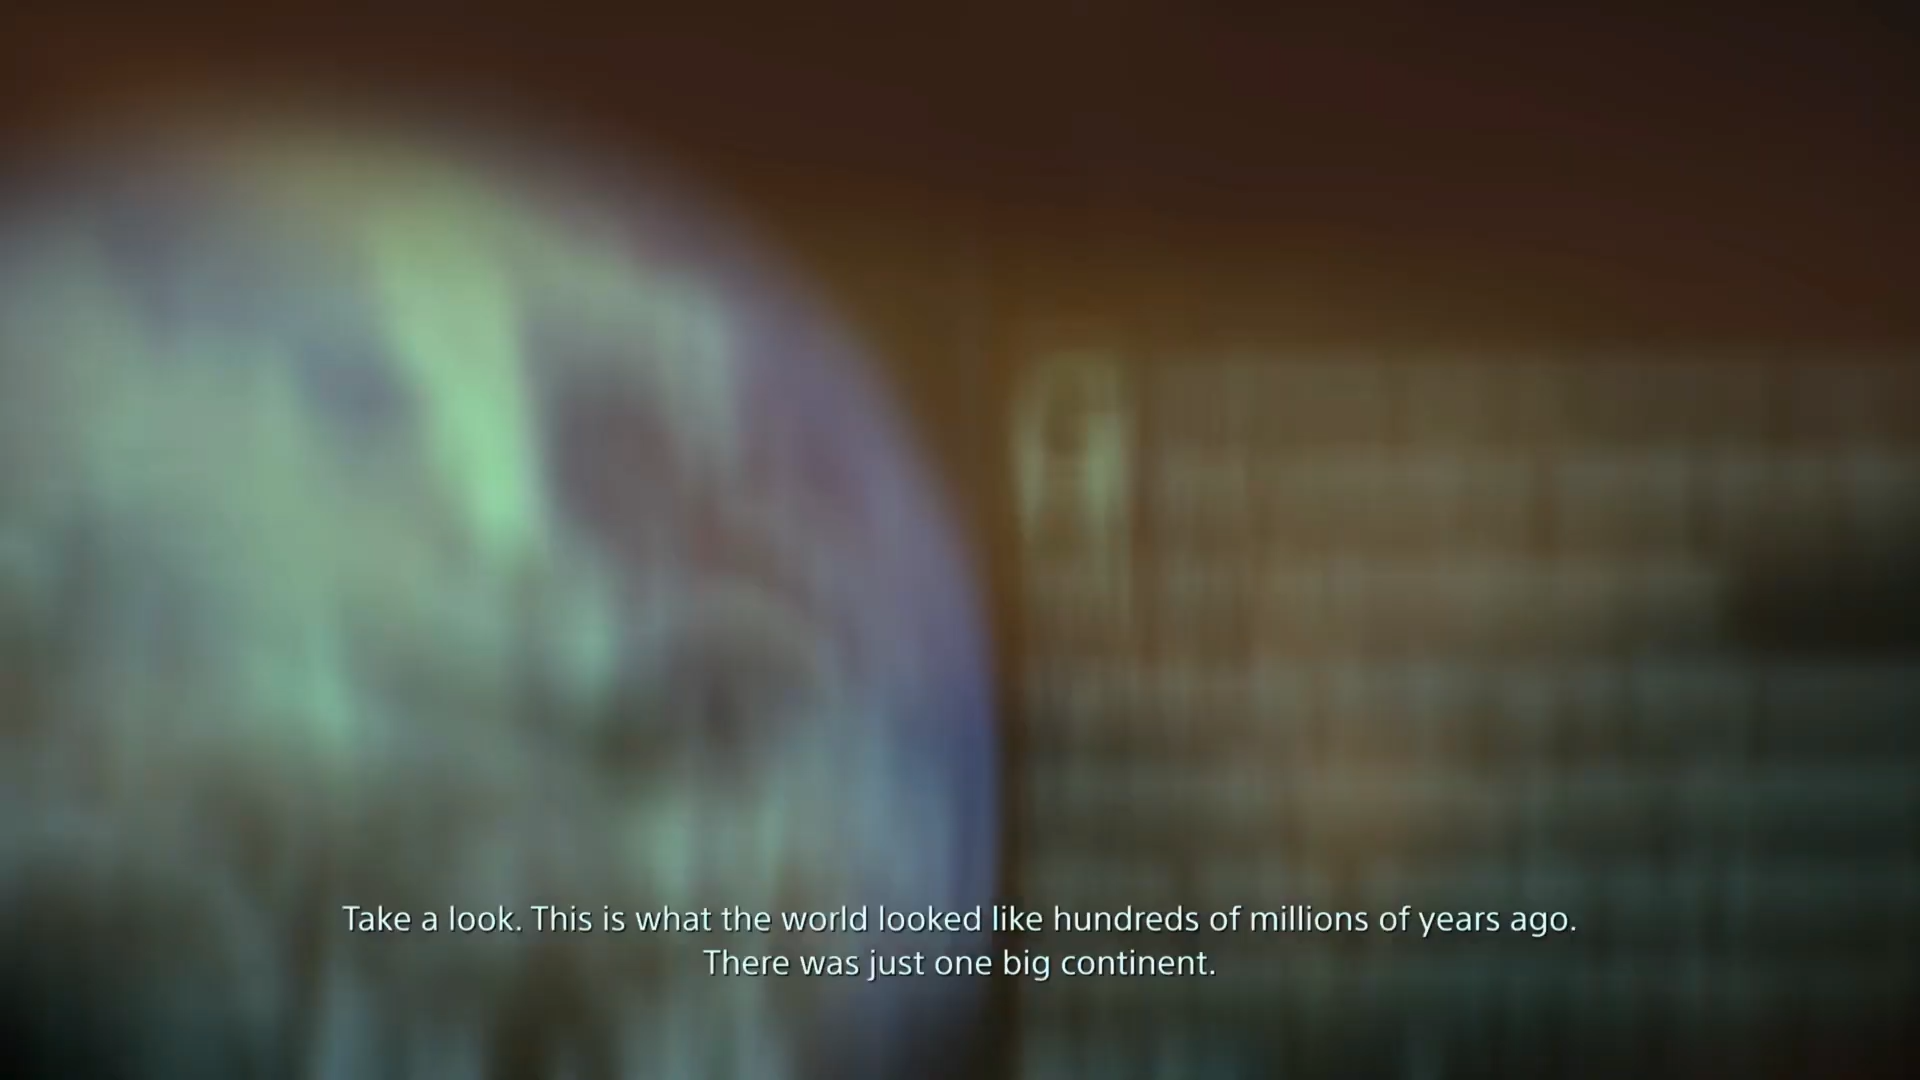 Take a look. This is what the world looked like hundreds of millions of years ago.
There was just one big continent.